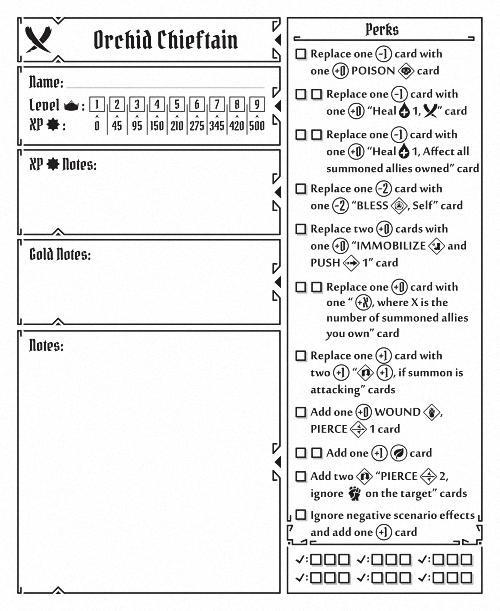 Orchid Chieftain
Name:
Level : 1 2 3 4 5 6 7 8 9
XP : 0 45 95 150 210 275 345 420 500
XP Notes:
Gold Notes:
Notes:
Perks
Replace one -1 card with
one +0 POISON card
Replace one -1 card with
one +0 “Heal 1, ” card
Replace one -1 card with
one +0 “Heal 1, Affect all
summoned allies owned” card
Replace one -2 card with
one -2 “BLESS , Self” card
Replace two +0 cards with
one +0 “IMMOBILIZE and
PUSH 1” card
Replace one +0 card with
one “ +X, where X is the
number of summoned allies
you own” card
Replace one +1 card with
two +1 “ +1, if summon is
attacking” cards
Add one +0 WOUND ,
PIERCE 1 card
Add one +1 card
Add two “PIERCE 2,
ignore on the target” cards
Ignore negative scenario effects
and add one +1 card
: : :
: : :